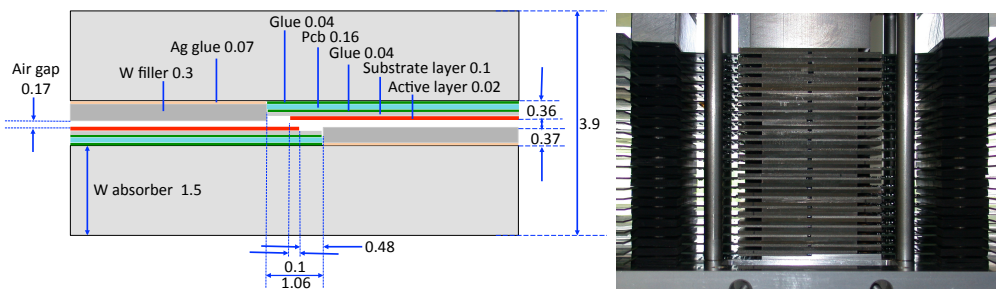 Glue 0.04
Pcb 0.16
Ag glue 0.07
Glue 0.04
Air gap
0.17
W filler 0.3
Substrate layer 0.1
Active layer 0.02
0.36
3.9
0.37
W absorber 1.5
0.48
0.1
1.06